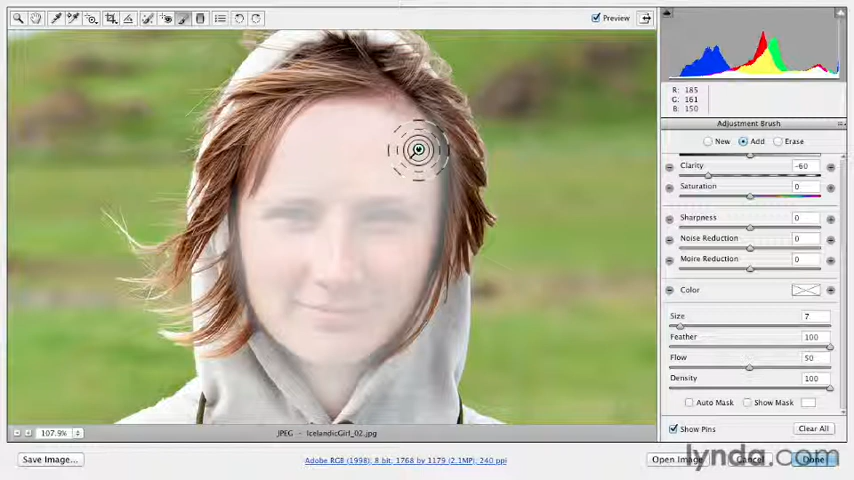 Preview
R: 185
G: 161
B: 150
Adjustment Brush
New Add Erase
Clarity -60
Saturation 0
Sharpness 0
Noise Reduction 0
Moire Reduction 0
Color
Size 7
Feather 100
Flow 50
Density 100
Auto Mask Show Mask
Show Pins Clear All
107.9% JPEG - IcelandicGirl_02.jpg
Save Image... Adobe RGB (1998); 8 bit; 1768 by 1179 (2.1MP); 240 ppi Open Image Cancel Done
lynda.com